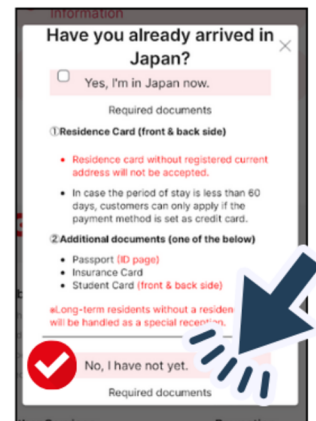 Information
Have you already arrived in
Japan?
Yes, I'm in Japan now.
Required documents
①Residence Card (front & back side)
• Residence card without registered current
address will not be accepted.
• In case the period of stay is less than 60
days, customers can only apply if the
payment method is set as credit card.
②Additional documents (one of the below)
• Passport (ID page)
• Insurance Card
• Student Card (front & back side)
※Long-term residents without a
will be handled as a special reception.
No, I have not yet.
Required documents